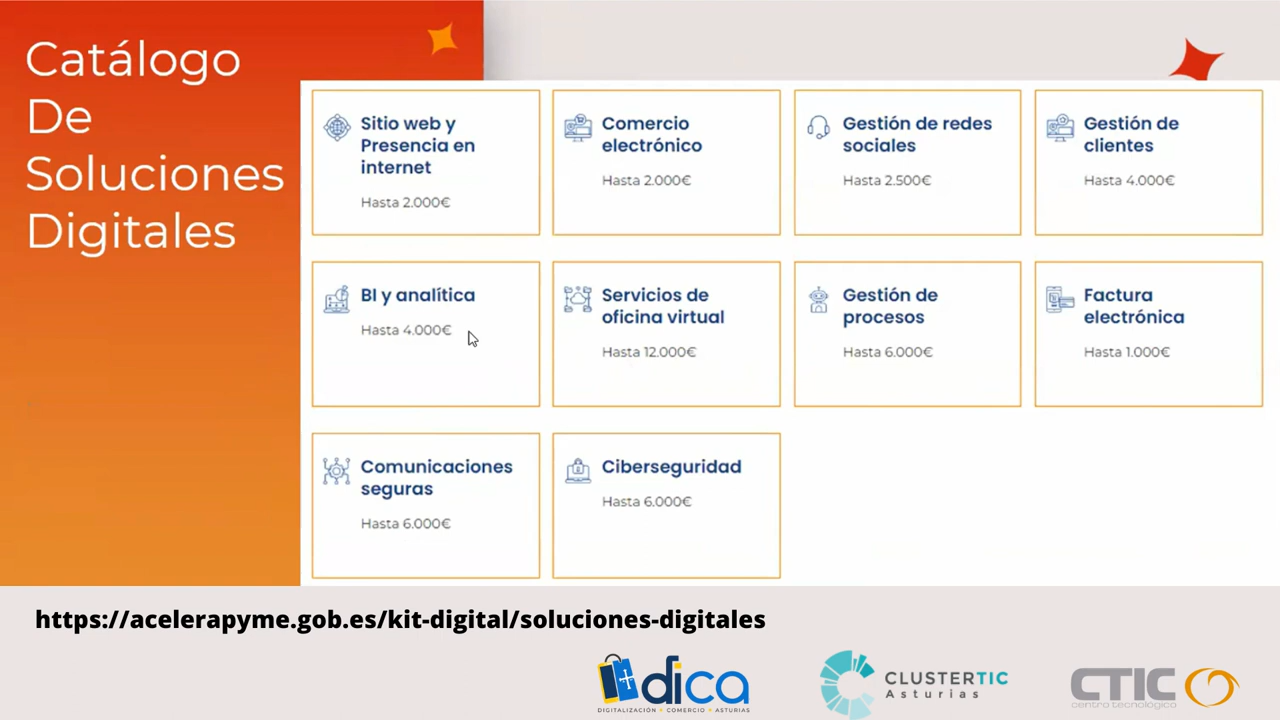 Catálogo
De
Soluciones
Digitales
Sitio web y
Presencia en
internet
Hasta 2.000€
Comercio
electrónico
Hasta 2.000€
Gestión de redes
sociales
Hasta 2.500€
Gestión de
clientes
Hasta 4.000€
BI y analítica
Hasta 4.000€
Servicios de
oficina virtual
Hasta 12.000€
Gestión de
procesos
Hasta 6.000€
Factura
electrónica
Hasta 1.000€
Comunicaciones
seguras
Hasta 6.000€
Ciberseguridad
Hasta 6.000€
https://acelerapyme.gob.es/kit-digital/soluciones-digitales
dica
DIGITALIZACIÓN • COMERCIO • ASTURIAS
CLUSTERTIC
Asturias
CTIC
centro tecnológico